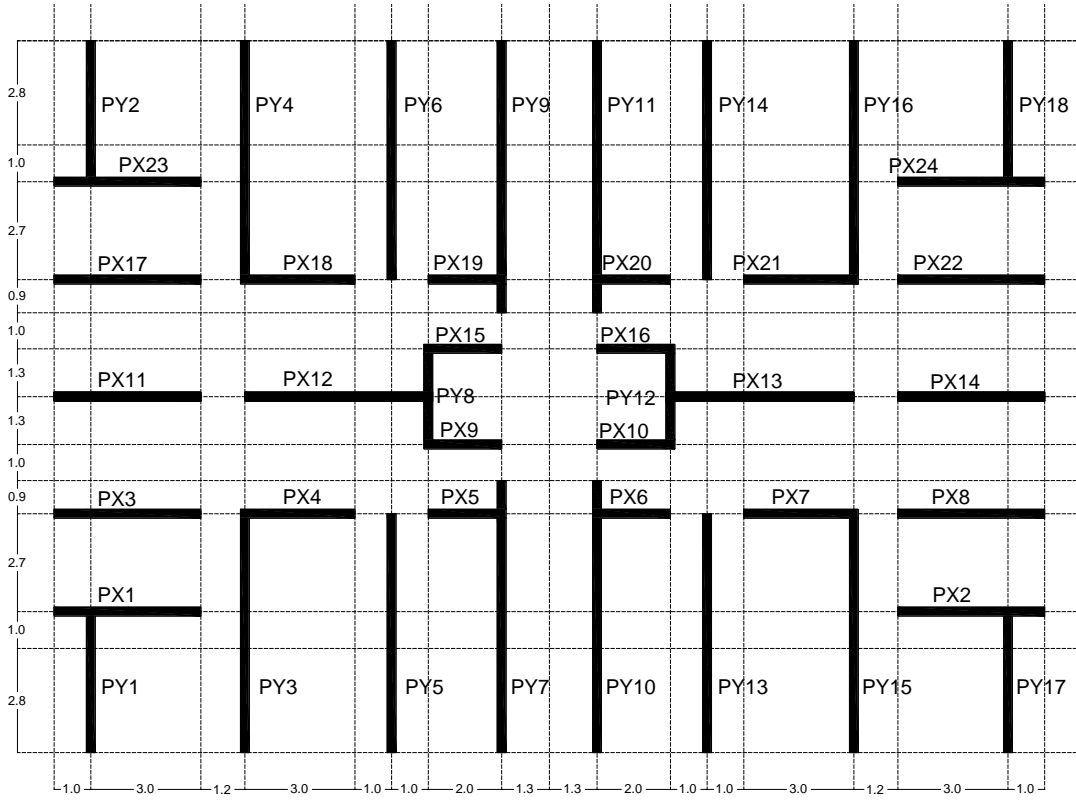 2.8 PY2 PY4 PY6 PY9 PY11 PY14 PY16 PY18
1.0 PX23 PX24
2.7
PX17 PX18 PX19 PX20 PX21 PX22
0.9
1.0 PX15 PX16
1.3 PX11 PX12 PX13 PX14
PY8 PY12
1.3 PX9 PX10
1.0
0.9 PX3 PX4 PX5 PX6 PX7 PX8
2.7
PX1 PX2
1.0
2.8 PY1 PY3 PY5 PY7 PY10 PY13 PY15 PY17
1.0 3.0 1.2 3.0 1.0 1.0 2.0 1.3 1.3 2.0 1.0 1.0 3.0 1.2 3.0 1.0